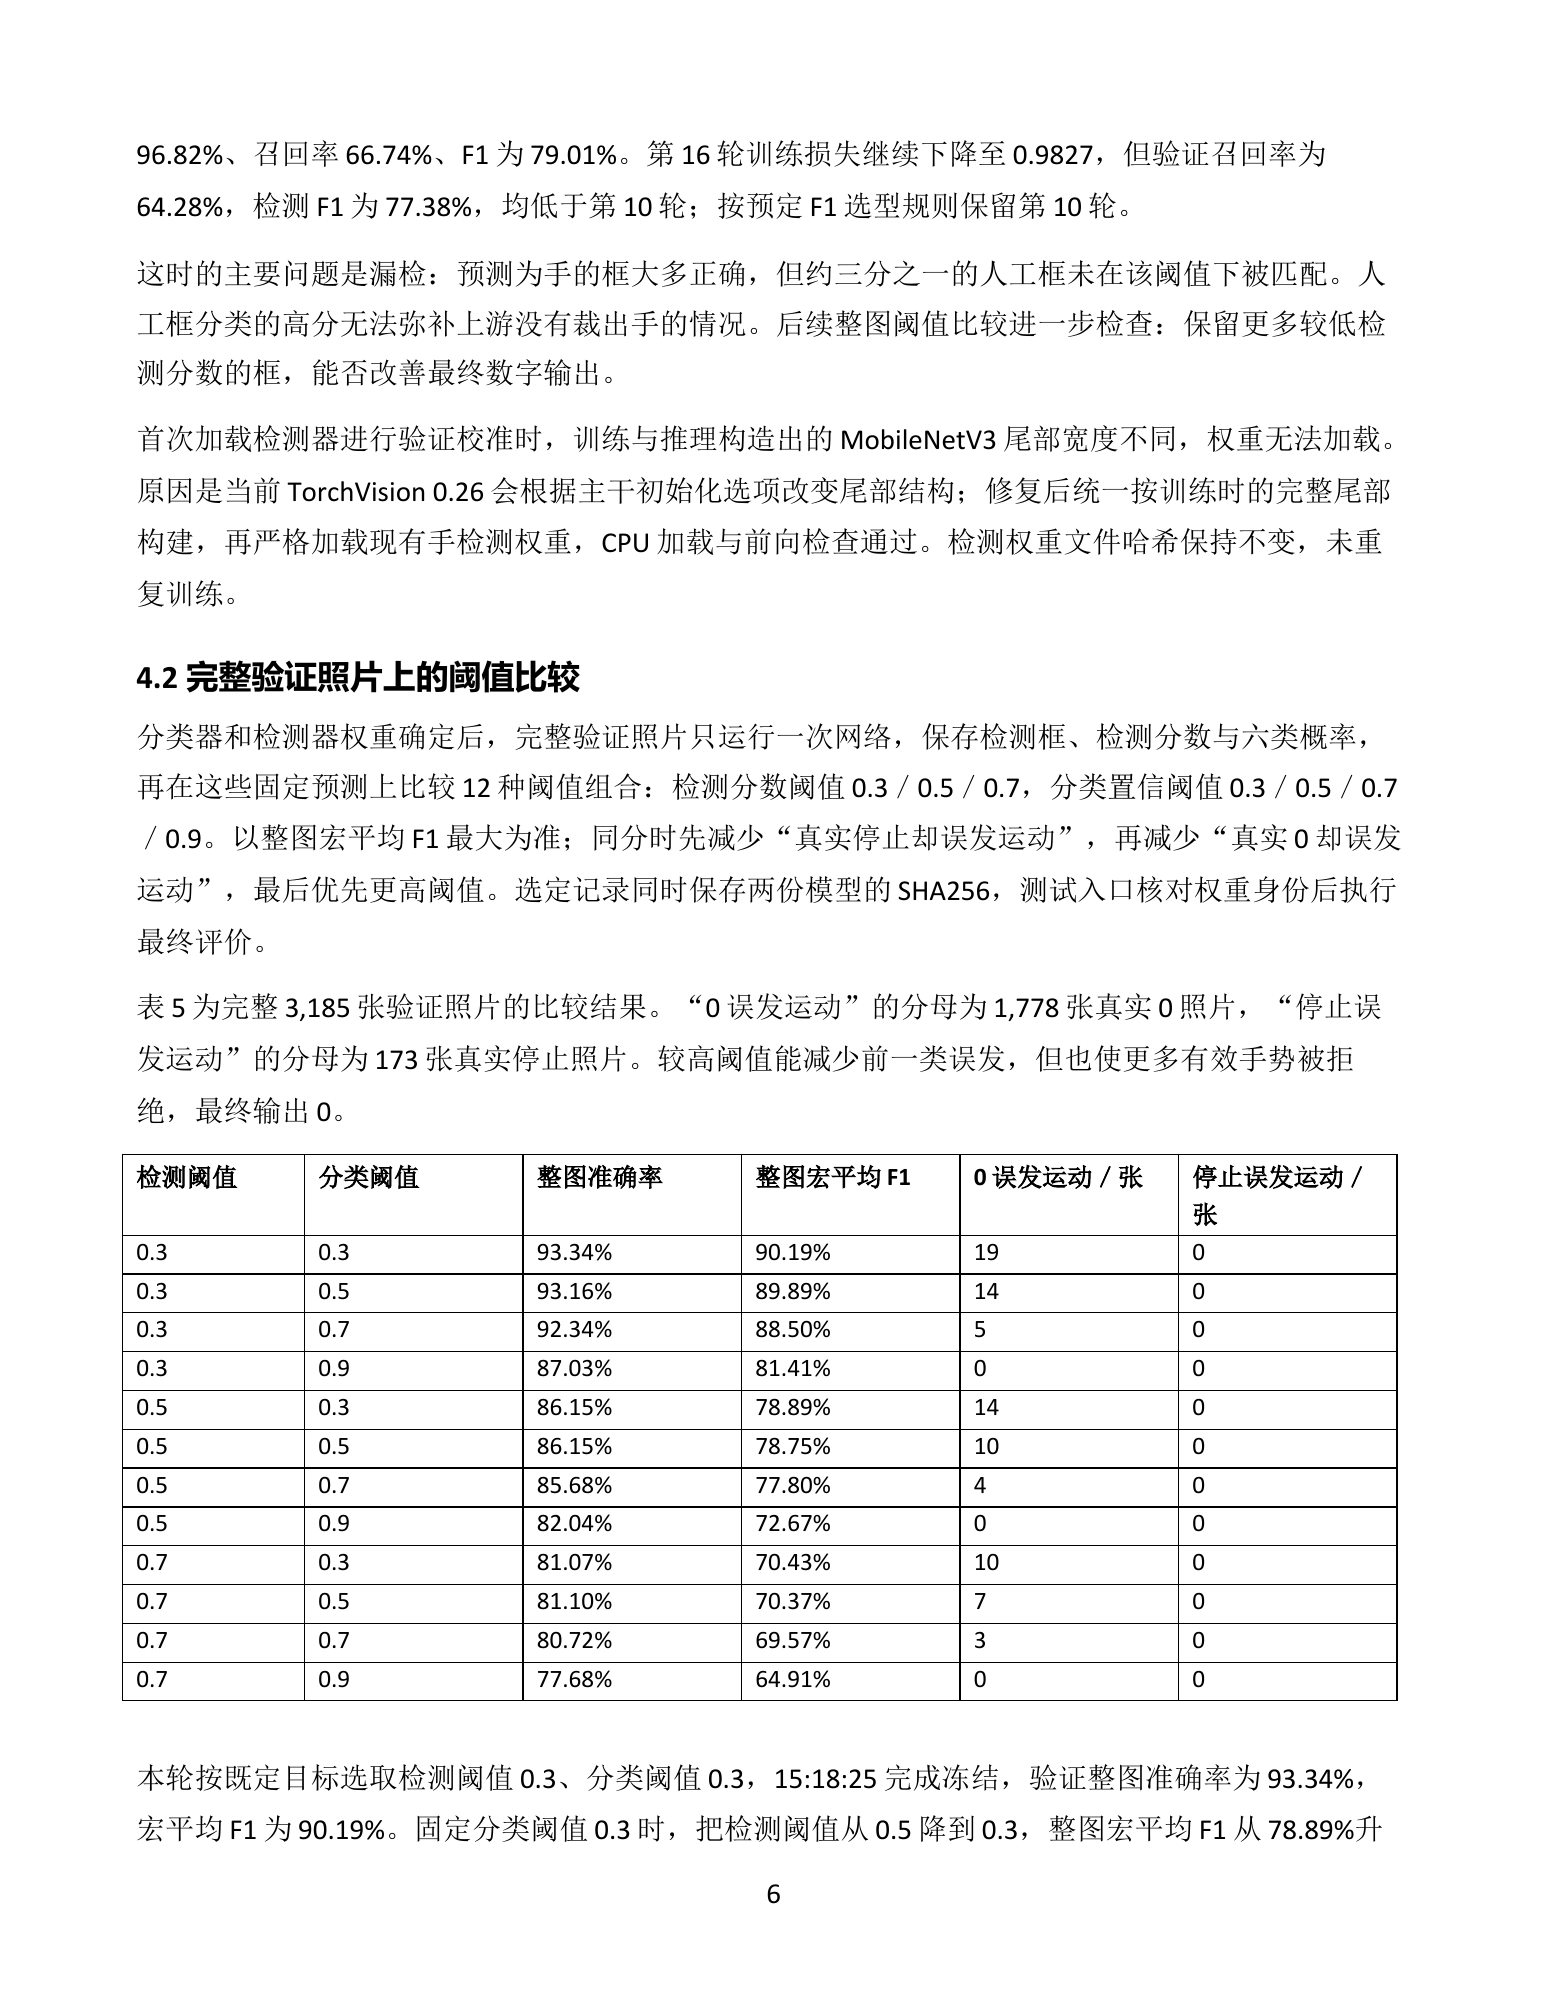 96.82%、召回率 66.74%、F1 为 79.01%。第 16 轮训练损失继续下降至 0.9827，但验证召回率为
64.28%，检测 F1 为 77.38%，均低于第 10 轮；按预定 F1 选型规则保留第 10 轮。
这时的主要问题是漏检：预测为手的框大多正确，但约三分之一的人工框未在该阈值下被匹配。人
工框分类的高分无法弥补上游没有裁出手的情况。后续整图阈值比较进一步检查：保留更多较低检
测分数的框，能否改善最终数字输出。
首次加载检测器进行验证校准时，训练与推理构造出的 MobileNetV3 尾部宽度不同，权重无法加载。
原因是当前 TorchVision 0.26 会根据主干初始化选项改变尾部结构；修复后统一按训练时的完整尾部
构建，再严格加载现有手检测权重，CPU 加载与前向检查通过。检测权重文件哈希保持不变，未重
复训练。
4.2 完整验证照片上的阈值比较
分类器和检测器权重确定后，完整验证照片只运行一次网络，保存检测框、检测分数与六类概率，
再在这些固定预测上比较 12 种阈值组合：检测分数阈值 0.3／0.5／0.7，分类置信阈值 0.3／0.5／0.7
／0.9。以整图宏平均 F1 最大为准；同分时先减少“真实停止却误发运动”，再减少“真实 0 却误发
运动”，最后优先更高阈值。选定记录同时保存两份模型的 SHA256，测试入口核对权重身份后执行
最终评价。
表 5 为完整 3,185 张验证照片的比较结果。“0 误发运动”的分母为 1,778 张真实 0 照片，“停止误
发运动”的分母为 173 张真实停止照片。较高阈值能减少前一类误发，但也使更多有效手势被拒
绝，最终输出 0。
检测阈值 分类阈值 整图准确率 整图宏平均 F1 0 误发运动／张 停止误发运动／
张
0.3 0.3 93.34% 90.19% 19 0
0.3 0.5 93.16% 89.89% 14 0
0.3 0.7 92.34% 88.50% 5 0
0.3 0.9 87.03% 81.41% 0 0
0.5 0.3 86.15% 78.89% 14 0
0.5 0.5 86.15% 78.75% 10 0
0.5 0.7 85.68% 77.80% 4 0
0.5 0.9 82.04% 72.67% 0 0
0.7 0.3 81.07% 70.43% 10 0
0.7 0.5 81.10% 70.37% 7 0
0.7 0.7 80.72% 69.57% 3 0
0.7 0.9 77.68% 64.91% 0 0
本轮按既定目标选取检测阈值 0.3、分类阈值 0.3，15:18:25 完成冻结，验证整图准确率为 93.34%，
宏平均 F1 为 90.19%。固定分类阈值 0.3 时，把检测阈值从 0.5 降到 0.3，整图宏平均 F1 从 78.89%升
6